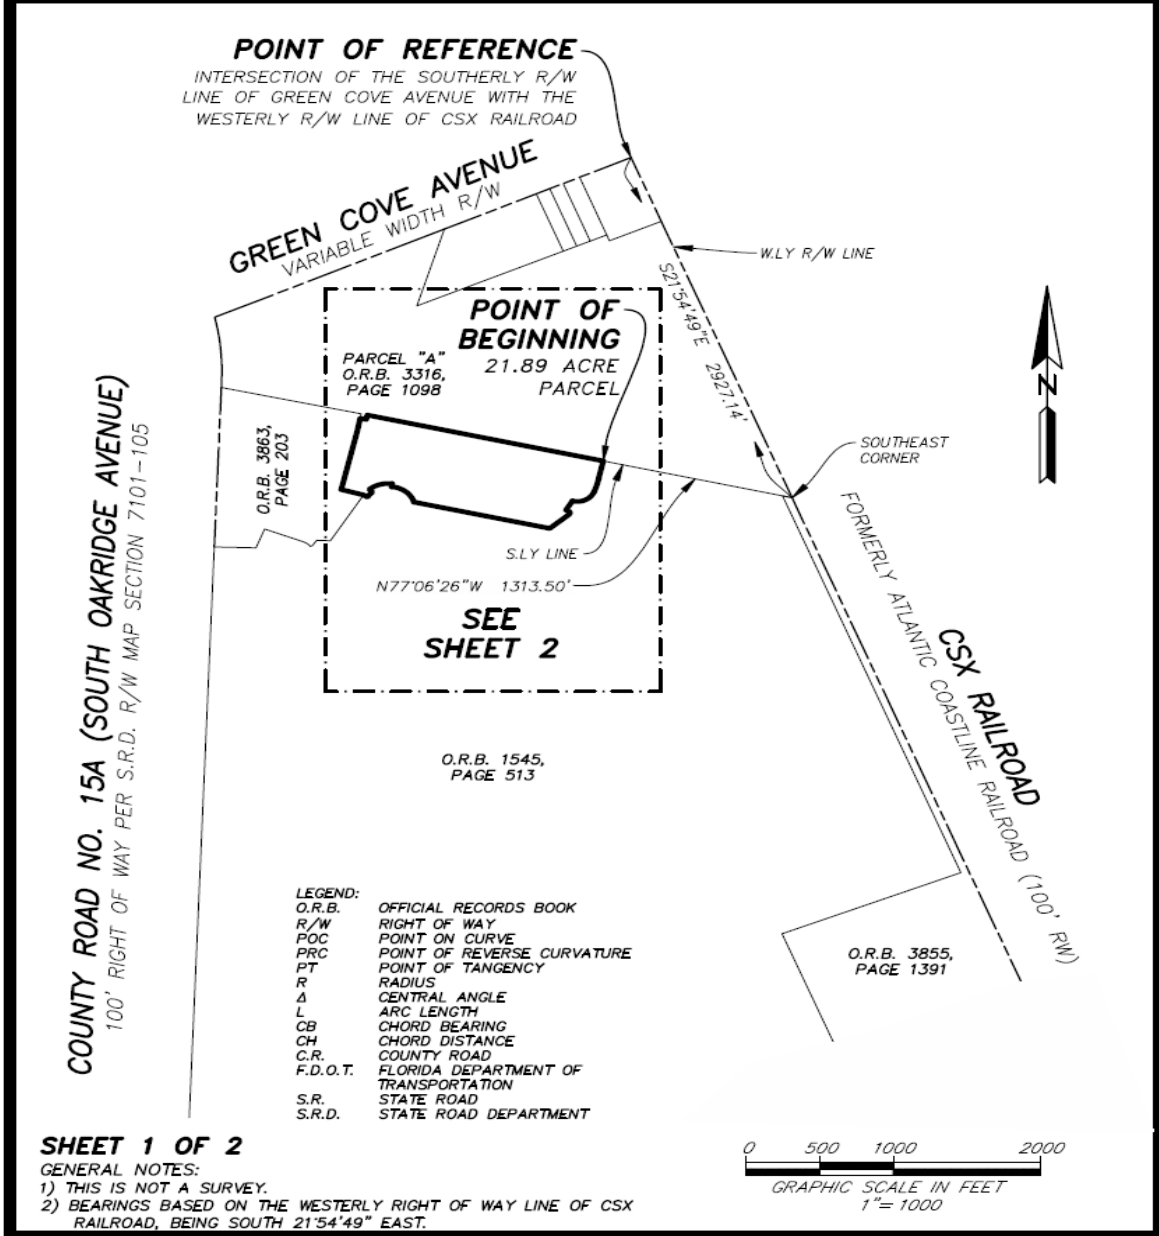 POINT OF REFERENCE
INTERSECTION OF THE SOUTHERLY R/W
LINE OF GREEN COVE AVENUE WITH THE
WESTERLY R/W LINE OF CSX RAILROAD
GREEN COVE AVENUE
VARIABLE WIDTH R/W
W.LY R/W LINE
S21°54'49"E 2927.14'
POINT OF
BEGINNING
21.89 ACRE
PARCEL
PARCEL "A"
O.R.B. 3316,
PAGE 1098
N
SOUTHEAST
CORNER
O.R.B. 3863,
PAGE 203
S.LY LINE
N77°06'26"W 1313.50'
SEE
SHEET 2
COUNTY ROAD NO. 15A (SOUTH OAKRIDGE AVENUE)
100' RIGHT OF WAY PER S.R.D. R/W MAP SECTION 7101-105
CSX RAILROAD
FORMERLY ATLANTIC COASTLINE RAILROAD (100' RW)
O.R.B. 1545,
PAGE 513
O.R.B. 3855,
PAGE 1391
LEGEND:
O.R.B. OFFICIAL RECORDS BOOK
R/W RIGHT OF WAY
POC POINT ON CURVE
PRC POINT OF REVERSE CURVATURE
PT POINT OF TANGENCY
R RADIUS
Δ CENTRAL ANGLE
L ARC LENGTH
CB CHORD BEARING
CH CHORD DISTANCE
C.R. COUNTY ROAD
F.D.O.T. FLORIDA DEPARTMENT OF
TRANSPORTATION
S.R. STATE ROAD
S.R.D. STATE ROAD DEPARTMENT
SHEET 1 OF 2
GENERAL NOTES:
1) THIS IS NOT A SURVEY.
2) BEARINGS BASED ON THE WESTERLY RIGHT OF WAY LINE OF CSX
RAILROAD, BEING SOUTH 21°54'49" EAST.
0 500 1000 2000
GRAPHIC SCALE IN FEET
1"= 1000